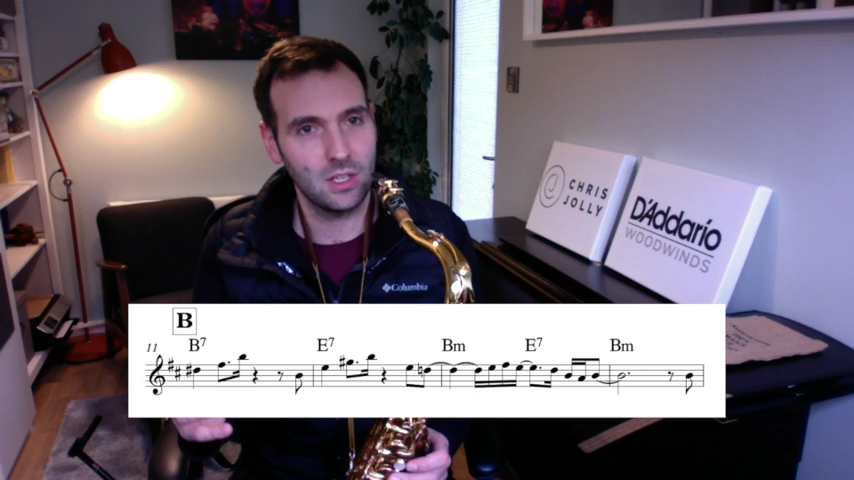 CHRIS
JOLLY
D'Addario
WOODWINDS
Columbia
B
11 B7 E7 Bm E7 Bm